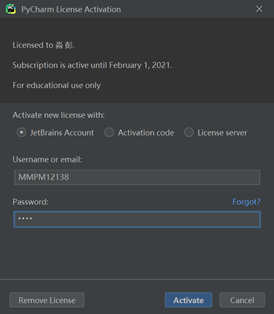 PyCharm License Activation
Licensed to 淼 彭.
Subscription is active until February 1, 2021.
For educational use only
Activate new license with:
JetBrains Account Activation code License server
Username or email:
MMPM12138
Password: Forgot?
••••
Remove License Activate Cancel